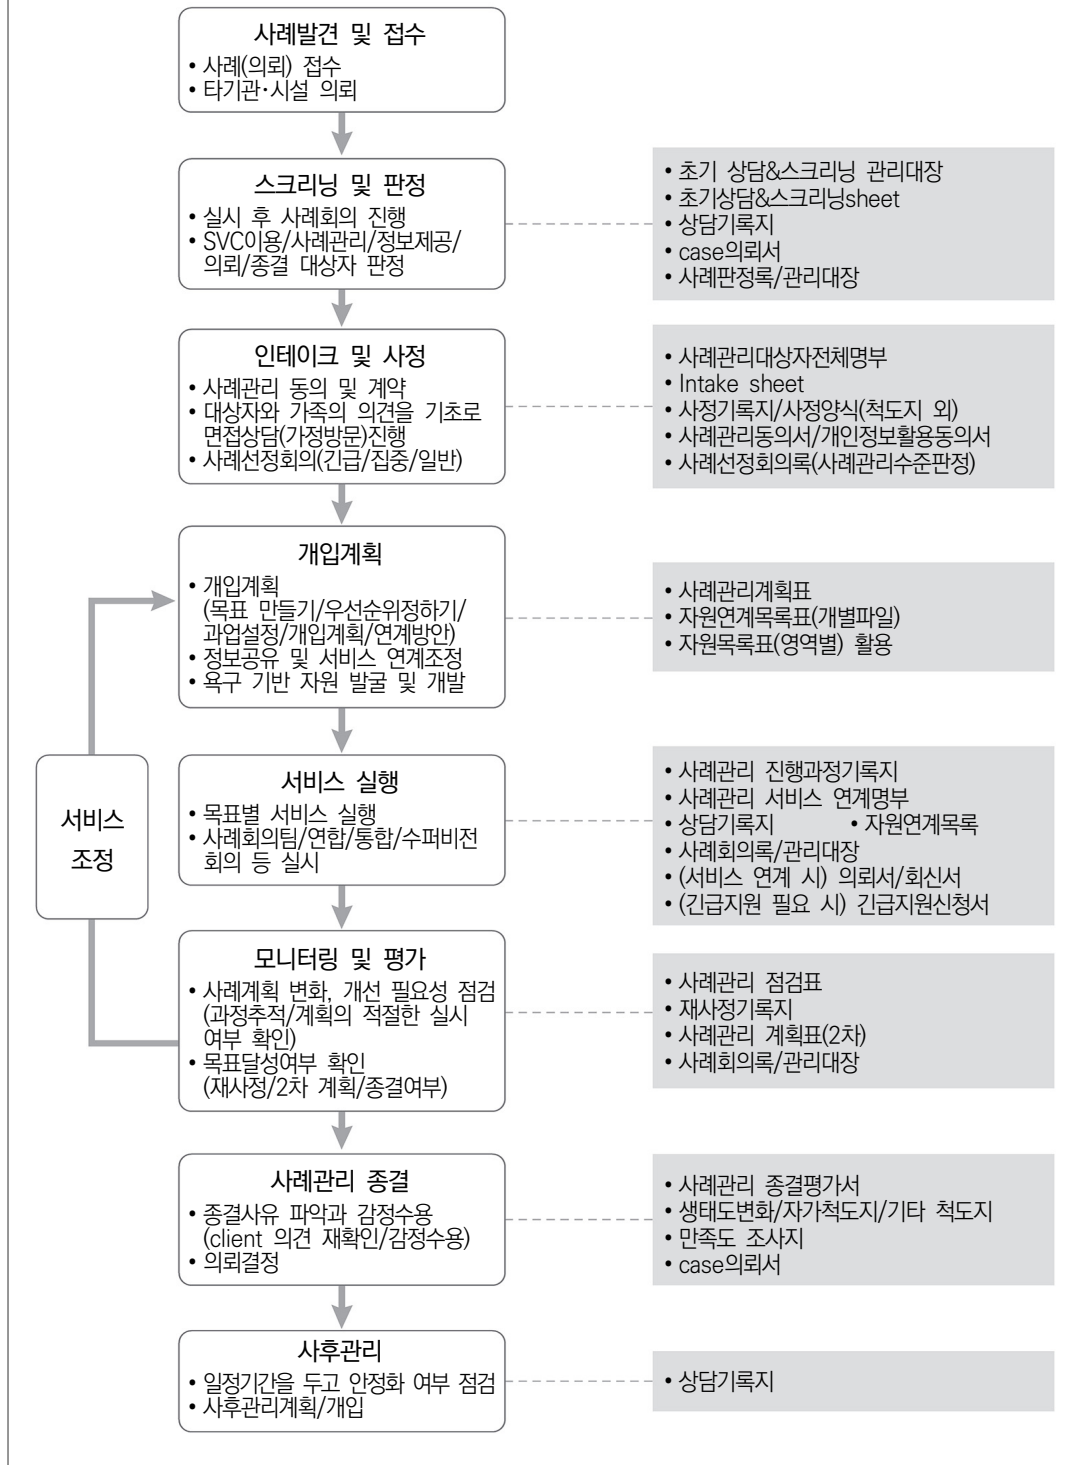 사례발견 및 접수
• 사례(의뢰) 접수
• 타기관·시설 의뢰
스크리닝 및 판정
• 실시 후 사례회의 진행
• SVC이용/사례관리/정보제공/
의뢰/종결 대상자 판정
• 초기 상담&스크리닝 관리대장
• 초기상담&스크리닝sheet
• 상담기록지
• case의뢰서
• 사례판정록/관리대장
인테이크 및 사정
• 사례관리 동의 및 계약
• 대상자와 가족의 의견을 기초로
면접상담(가정방문)진행
• 사례선정회의(긴급/집중/일반)
• 사례관리대상자전체명부
• Intake sheet
• 사정기록지/사정양식(척도지 외)
• 사례관리동의서/개인정보활용동의서
• 사례선정회의록(사례관리수준판정)
개입계획
• 개입계획
(목표 만들기/우선순위정하기/
과업설정/개입계획/연계방안)
• 정보공유 및 서비스 연계조정
• 욕구 기반 자원 발굴 및 개발
• 사례관리계획표
• 자원연계목록표(개별파일)
• 자원목록표(영역별) 활용
서비스
조정
서비스 실행
• 목표별 서비스 실행
• 사례회의팀/연합/통합/수퍼비전
회의 등 실시
• 사례관리 진행과정기록지
• 사례관리 서비스 연계명부
• 상담기록지 • 자원연계목록
• 사례회의록/관리대장
• (서비스 연계 시) 의뢰서/회신서
• (긴급지원 필요 시) 긴급지원신청서
모니터링 및 평가
• 사례계획 변화, 개선 필요성 점검
(과정추적/계획의 적절한 실시
여부 확인)
• 목표달성여부 확인
(재사정/2차 계획/종결여부)
• 사례관리 점검표
• 재사정기록지
• 사례관리 계획표(2차)
• 사례회의록/관리대장
사례관리 종결
• 종결사유 파악과 감정수용
(client 의견 재확인/감정수용)
• 의뢰결정
• 사례관리 종결평가서
• 생태도변화/자가척도지/기타 척도지
• 만족도 조사지
• case의뢰서
사후관리
• 일정기간을 두고 안정화 여부 점검
• 사후관리계획/개입
• 상담기록지